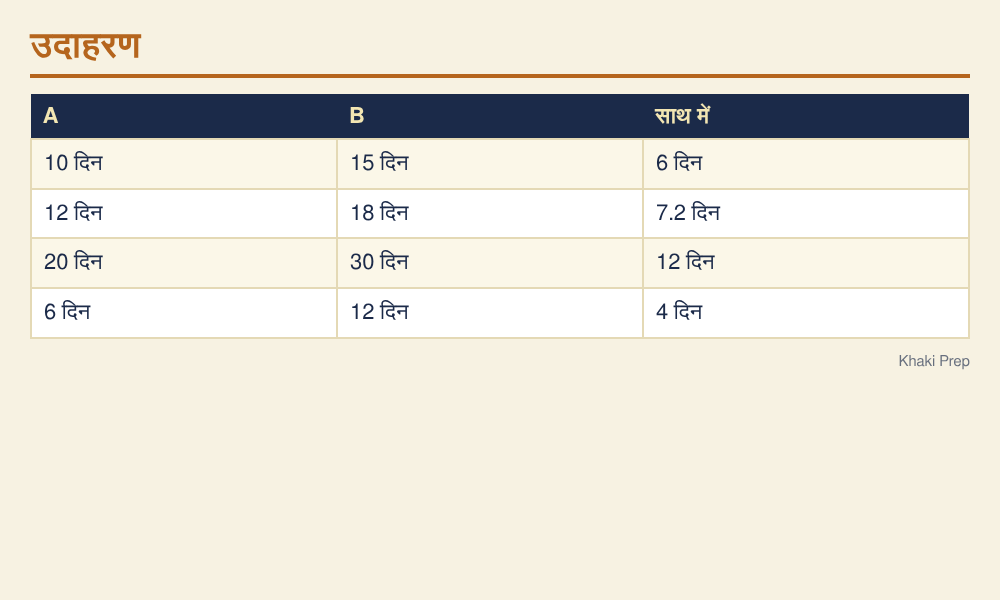 उदाहरण
A B साथ में
10 दिन 15 दिन 6 दिन
12 दिन 18 दिन 7.2 दिन
20 दिन 30 दिन 12 दिन
6 दिन 12 दिन 4 दिन
Khaki Prep